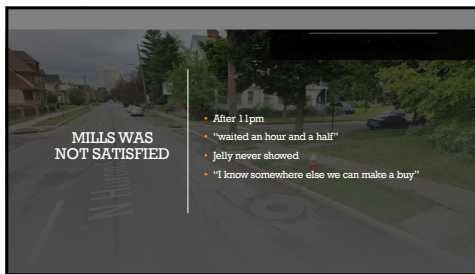 MILLS WAS
NOT SATISFIED
• After 11pm
• “waited an hour and a half”
• Jelly never showed
• “I know somewhere else we can make a buy”